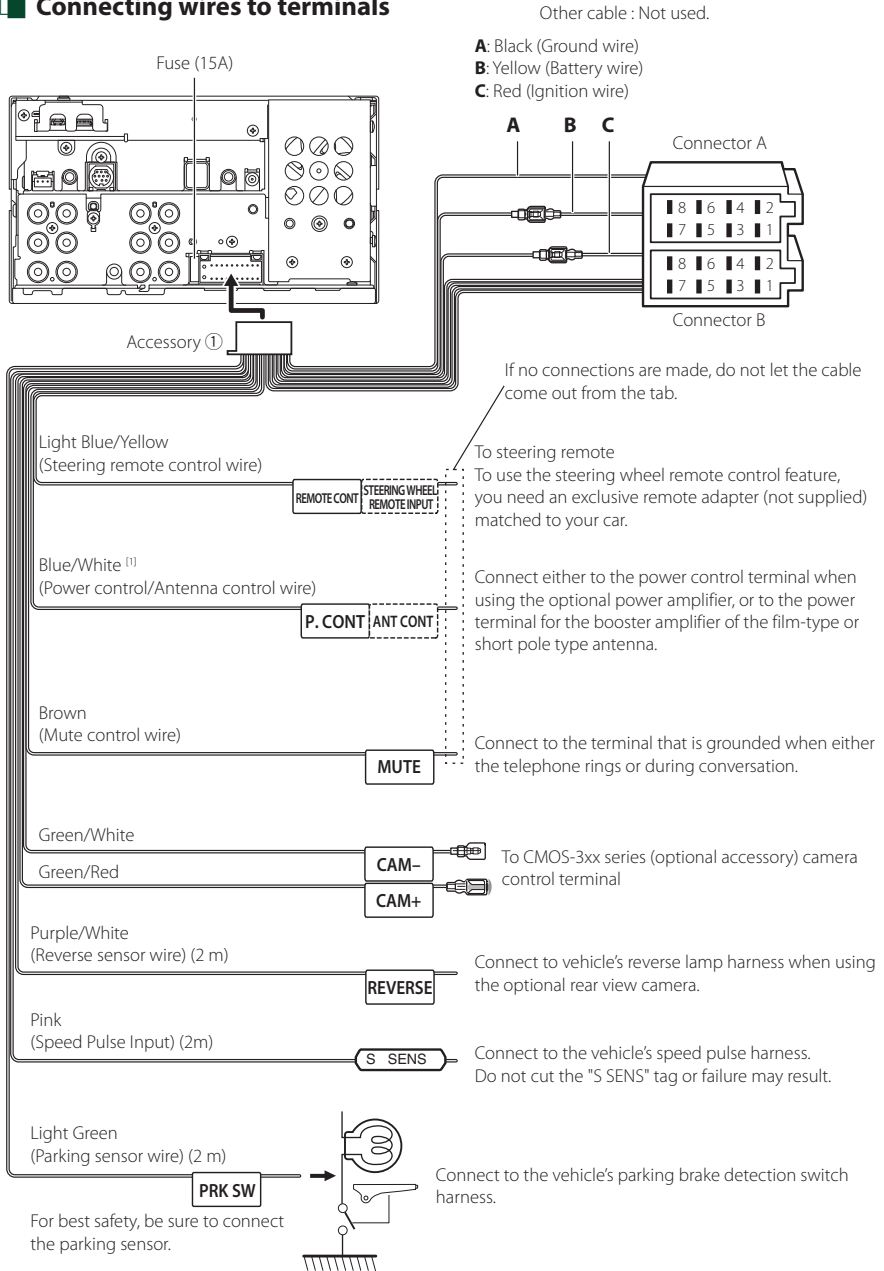 Connecting wires to terminals
Other cable : Not used.
A: Black (Ground wire)
B: Yellow (Battery wire)
C: Red (Ignition wire)
Fuse (15A)
A B C
Connector A
8 6 4 2
7 5 3 1
8 6 4 2
7 5 3 1
Connector B
Accessory ①
If no connections are made, do not let the cable
come out from the tab.
Light Blue/Yellow
(Steering remote control wire)
REMOTE CONT
STEERING WHEEL
REMOTE INPUT
To steering remote
To use the steering wheel remote control feature,
you need an exclusive remote adapter (not supplied)
matched to your car.
Blue/White [1]
(Power control/Antenna control wire)
P. CONT ANT CONT
Connect either to the power control terminal when
using the optional power amplifier, or to the power
terminal for the booster amplifier of the film-type or
short pole type antenna.
Brown
(Mute control wire)
MUTE
Connect to the terminal that is grounded when either
the telephone rings or during conversation.
Green/White
CAM–
Green/Red
CAM+
To CMOS-3xx series (optional accessory) camera
control terminal
Purple/White
(Reverse sensor wire) (2 m)
REVERSE
Connect to vehicle's reverse lamp harness when using
the optional rear view camera.
Pink
(Speed Pulse Input) (2m)
S SENS
Connect to the vehicle's speed pulse harness.
Do not cut the "S SENS" tag or failure may result.
Light Green
(Parking sensor wire) (2 m)
PRK SW
Connect to the vehicle's parking brake detection switch
harness.
For best safety, be sure to connect
the parking sensor.